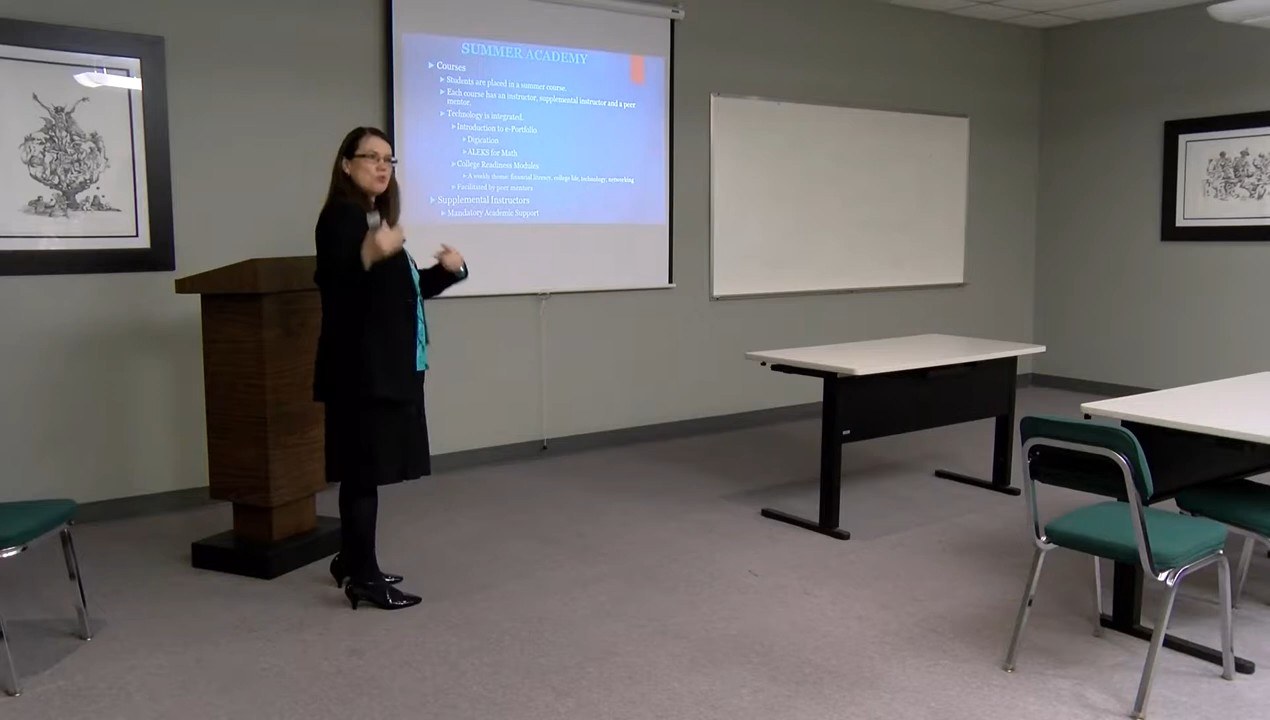 SUMMER ACADEMY
Courses
Students are placed in a summer course.
Each course has an instructor, supplemental instructor and a peer
mentor.
Technology is integrated.
Introduction to e-Portfolio
Digication
ALEKS for Math
College Readiness Modules
A weekly theme: financial literacy, college life, technology, networking
Facilitated by peer mentors
Supplemental Instructors
Mandatory Academic Support